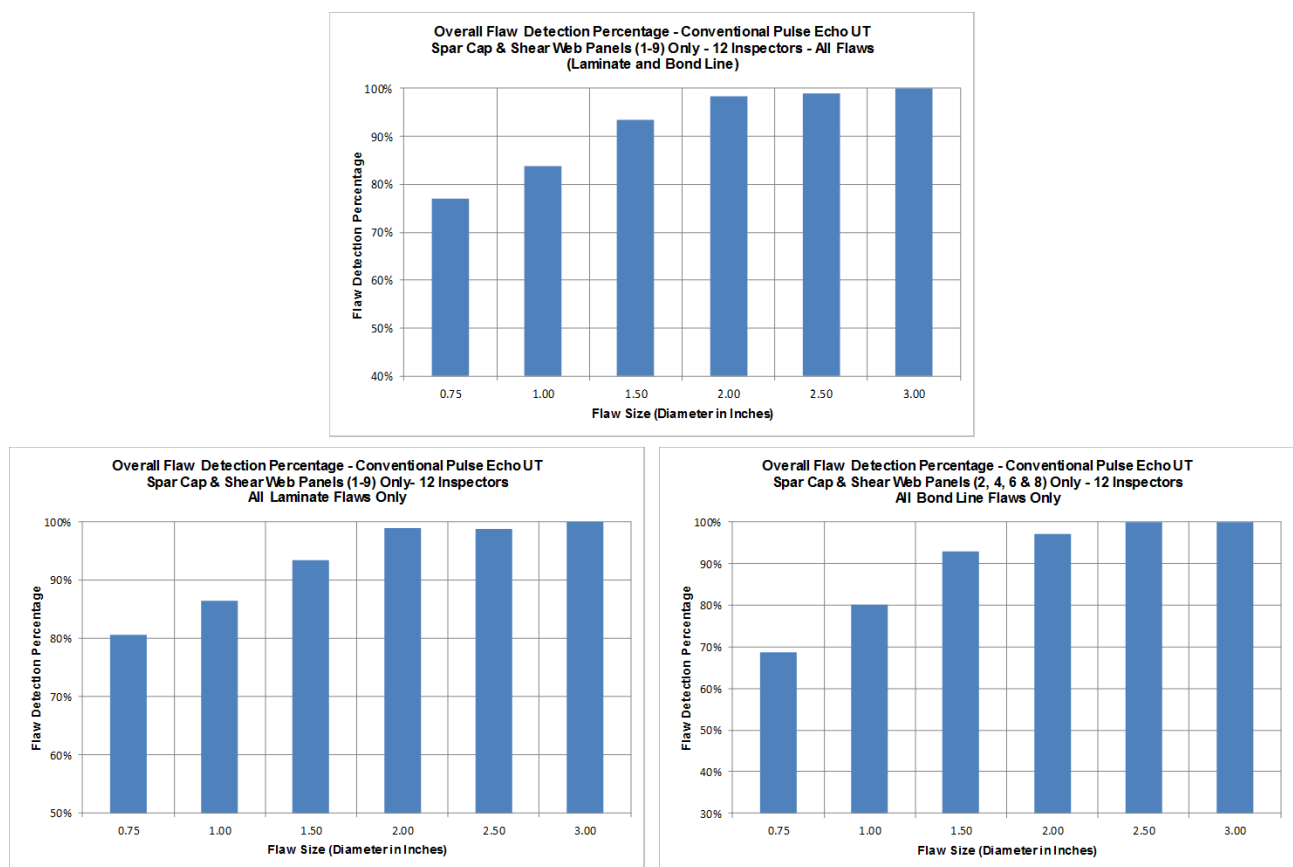 Overall Flaw Detection Percentage - Conventional Pulse Echo UT
Spar Cap & Shear Web Panels (1-9) Only - 12 Inspectors - All Flaws
(Laminate and Bond Line)
Flaw Detection Percentage
100%
90%
80%
70%
60%
50%
40%
0.75 1.00 1.50 2.00 2.50 3.00
Flaw Size (Diameter in Inches)
Overall Flaw Detection Percentage - Conventional Pulse Echo UT
Spar Cap & Shear Web Panels (1-9) Only- 12 Inspectors
All Laminate Flaws Only
Flaw Detection Percentage
100%
90%
80%
70%
60%
50%
0.75 1.00 1.50 2.00 2.50 3.00
Flaw Size (Diameter in Inches)
Overall Flaw Detection Percentage - Conventional Pulse Echo UT
Spar Cap & Shear Web Panels (2, 4, 6 & 8) Only - 12 Inspectors
All Bond Line Flaws Only
Flaw Detection Percentage
100%
90%
80%
70%
60%
50%
40%
30%
0.75 1.00 1.50 2.00 2.50 3.00
Flaw Size (Diameter in Inches)